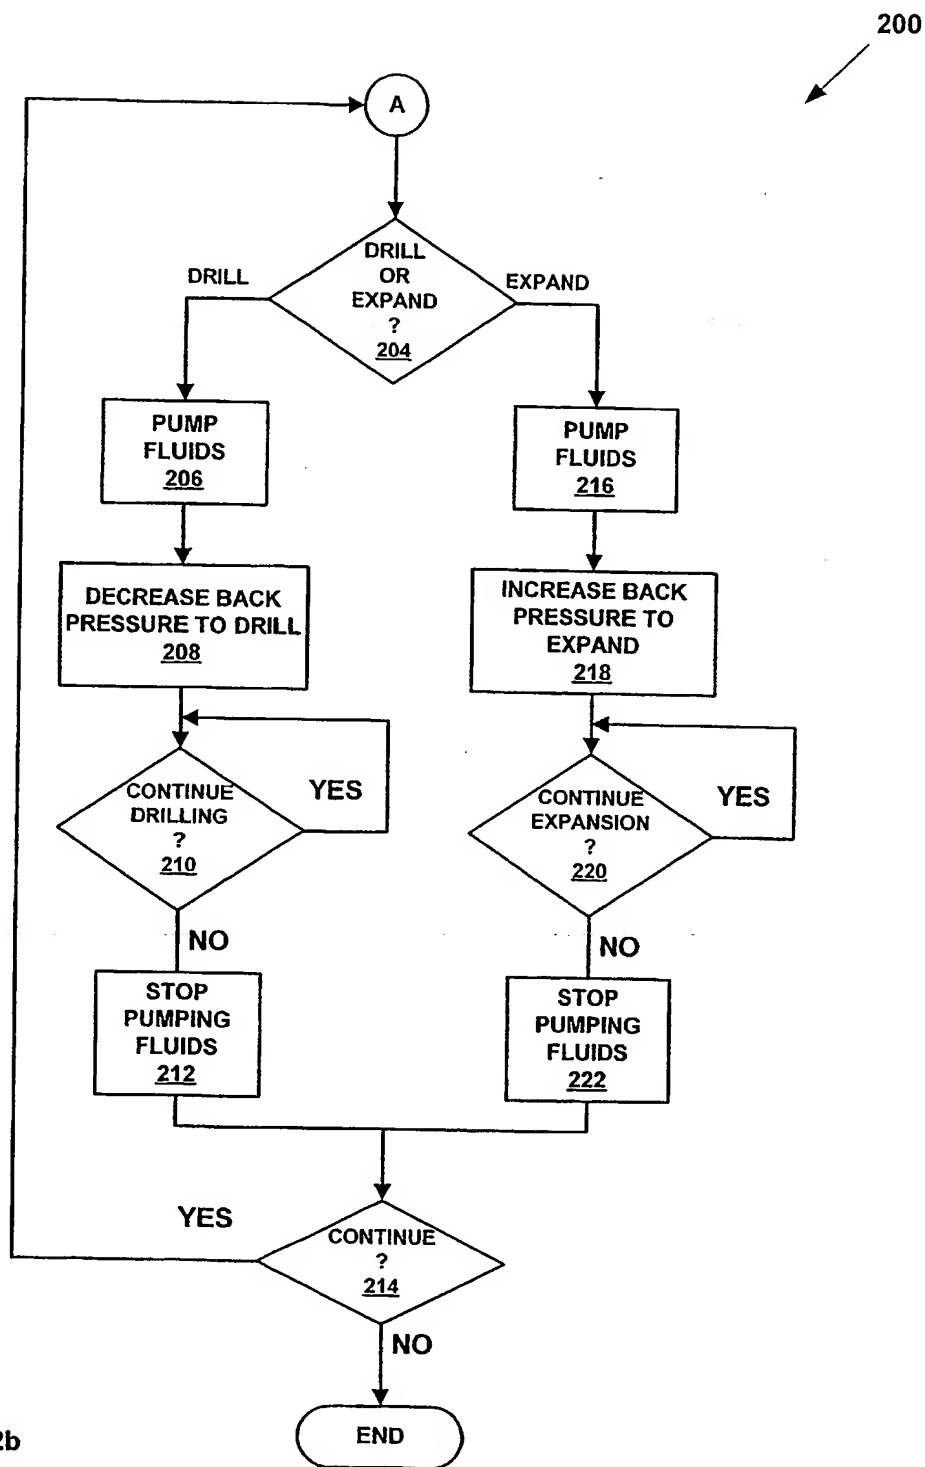 200
A
DRILL
OR
EXPAND
?
204
DRILL
EXPAND
PUMP
FLUIDS
206
PUMP
FLUIDS
216
DECREASE BACK
PRESSURE TO DRILL
208
INCREASE BACK
PRESSURE TO
EXPAND
218
CONTINUE
DRILLING
?
210
YES
CONTINUE
EXPANSION
?
220
YES
NO
NO
STOP
PUMPING
FLUIDS
212
STOP
PUMPING
FLUIDS
222
YES
CONTINUE
?
214
NO
END
2b